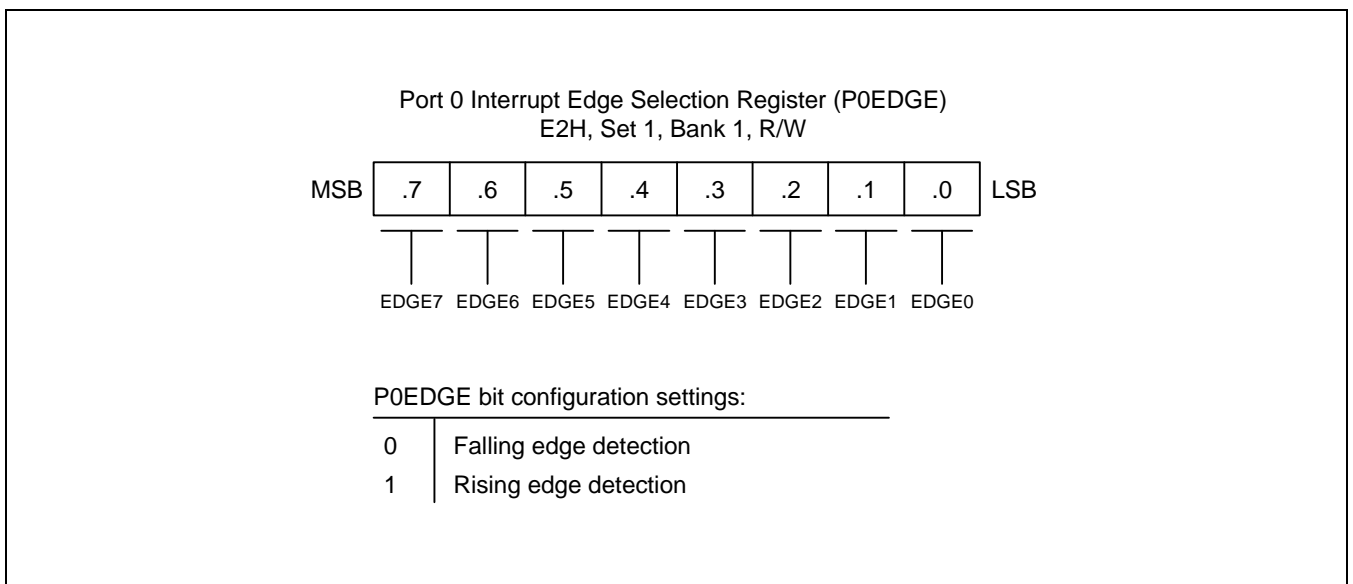 Port 0 Interrupt Edge Selection Register (P0EDGE)
E2H, Set 1, Bank 1, R/W
MSB .7 .6 .5 .4 .3 .2 .1 .0 LSB
EDGE7 EDGE6 EDGE5 EDGE4 EDGE3 EDGE2 EDGE1 EDGE0
P0EDGE bit configuration settings:
0 Falling edge detection
1 Rising edge detection